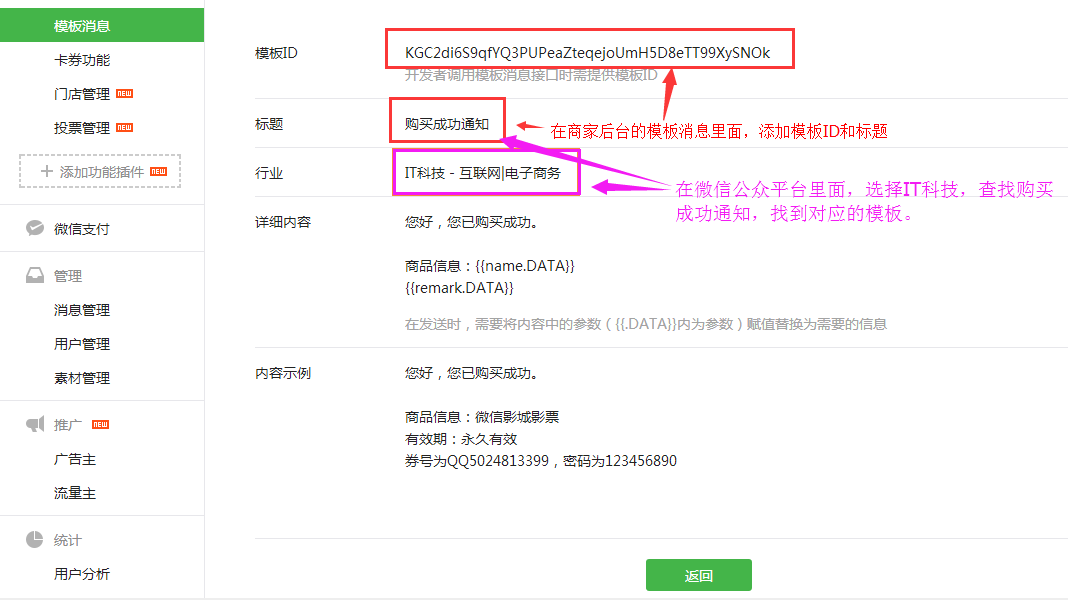 模板消息
卡券功能
门店管理 NEW
投票管理 NEW
+ 添加功能插件 NEW
微信支付
管理
消息管理
用户管理
素材管理
推广 NEW
广告主
流量主
统计
用户分析
模板ID KGC2di6S9qfYQ3PUPeaZteqejoUmH5D8eTT99XySNOk
开发者调用模板消息接口时需提供模板ID
标题 购买成功通知
在商家后台的模板消息里面，添加模板ID和标题
行业 IT科技 - 互联网|电子商务
在微信公众平台里面，选择IT科技，查找购买
成功通知，找到对应的模板。
详细内容 您好，您已购买成功。
商品信息：{{name.DATA}}
{{remark.DATA}}
在发送时，需要将内容中的参数（{{.DATA}}内为参数）赋值替换为需要的信息
内容示例 您好，您已购买成功。
商品信息：微信影城影票
有效期：永久有效
券号为QQ5024813399，密码为123456890
返回